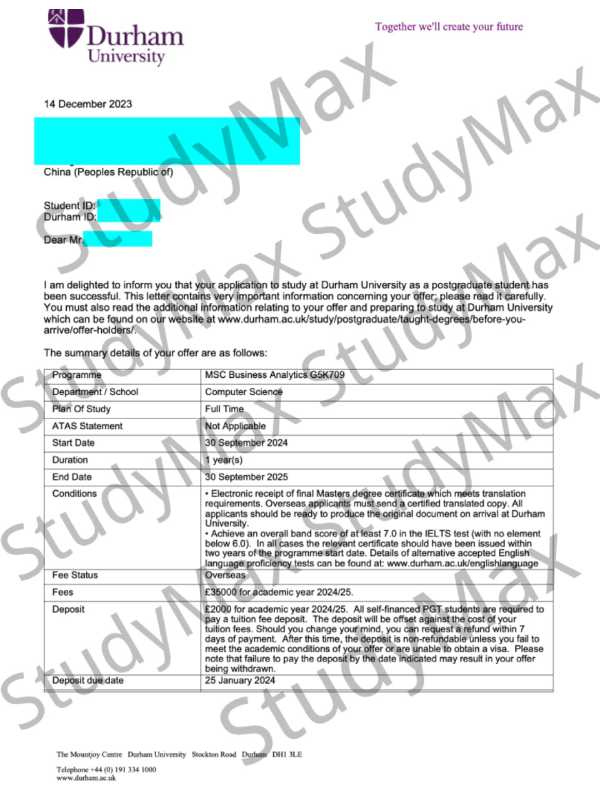 Durham
University
Together we'll create your future
14 December 2023
China (Peoples Republic of)
Student ID:
Durham ID:
Dear Mr
I am delighted to inform you that your application to study at Durham University as a postgraduate student has
been successful. This letter contains very important information concerning your offer; please read it carefully.
You must also read the additional information relating to your offer and preparing to study at Durham University
which can be found on our website at www.durham.ac.uk/study/postgraduate/taught-degrees/before-you-
arrive/offer-holders/.
The summary details of your offer are as follows:
Programme MSC Business Analytics G5K709
Department / School Computer Science
Plan Of Study Full Time
ATAS Statement Not Applicable
Start Date 30 September 2024
Duration 1 year(s)
End Date 30 September 2025
Conditions • Electronic receipt of final Masters degree certificate which meets translation
requirements. Overseas applicants must send a certified translated copy. All
applicants should be ready to produce the original document on arrival at Durham
University.
• Achieve an overall band score of at least 7.0 in the IELTS test (with no element
below 6.0). In all cases the relevant certificate should have been issued within
two years of the programme start date. Details of alternative accepted English
language proficiency tests can be found at: www.durham.ac.uk/englishlanguage
Fee Status Overseas
Fees £35000 for academic year 2024/25.
Deposit £2000 for academic year 2024/25. All self-financed PGT students are required to
pay a tuition fee deposit. The deposit will be offset against the cost of your
tuition fees. Should you change your mind, you can request a refund within 7
days of payment. After this time, the deposit is non-refundable unless you fail to
meet the academic conditions of your offer or are unable to obtain a visa. Please
note that failure to pay the deposit by the date indicated may result in your offer
being withdrawn.
Deposit due date 25 January 2024
The Mountjoy Centre Durham University Stockton Road Durham DH1 3LE
Telephone +44 (0) 191 334 1000
www.durham.ac.uk
StudyMax
StudyMax
StudyMax
StudyMax
StudyMax
StudyMax
StudyMax
StudyMax